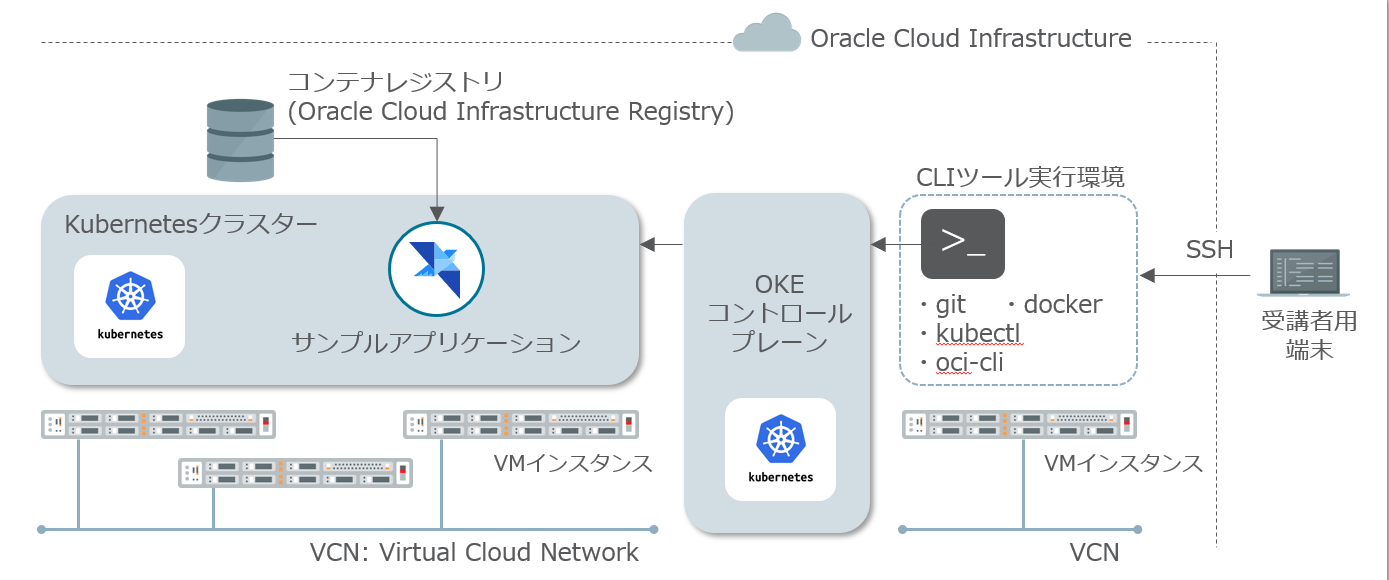 Oracle Cloud Infrastructure
コンテナレジストリ
(Oracle Cloud Infrastructure Registry)
CLIツール実行環境
Kubernetesクラスター
>_
SSH
kubernetes
サンプルアプリケーション
OKE
コントロール
プレーン
kubernetes
・git ・docker
・kubectl
・oci-cli
受講者用
端末
VMインスタンス
VMインスタンス
VCN: Virtual Cloud Network
VCN